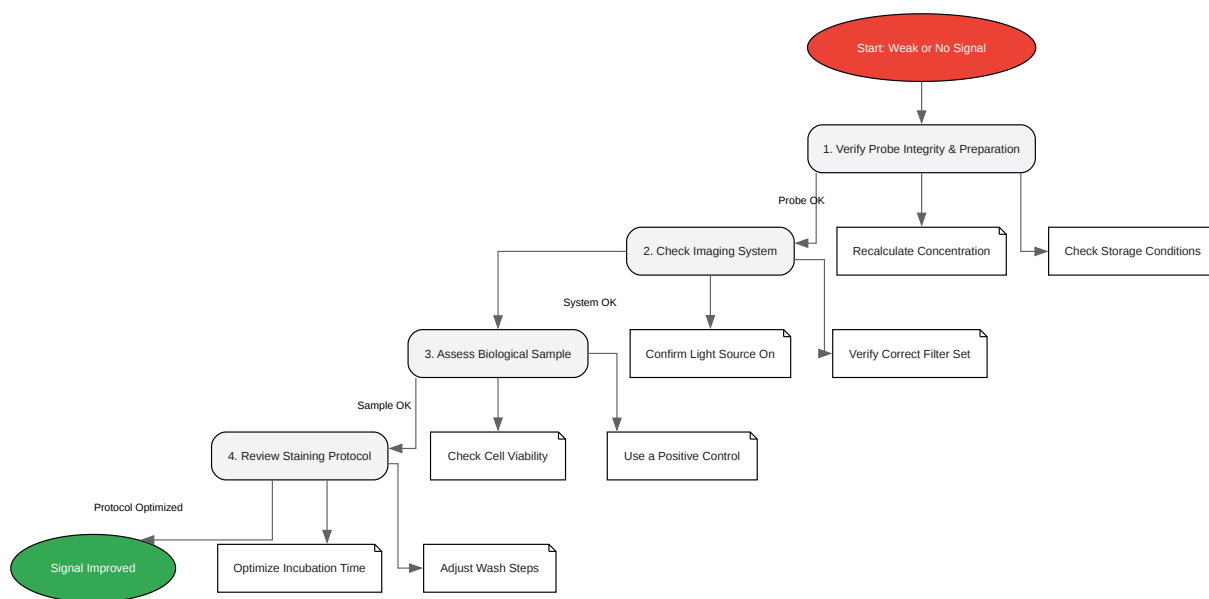 Start: Weak or No Signal
1. Verify Probe Integrity & Preparation
Probe OK
2. Check Imaging System
Recalculate Concentration
Check Storage Conditions
System OK
3. Assess Biological Sample
Confirm Light Source On
Verify Correct Filter Set
Sample OK
4. Review Staining Protocol
Check Cell Viability
Use a Positive Control
Protocol Optimized
Signal Improved
Optimize Incubation Time
Adjust Wash Steps